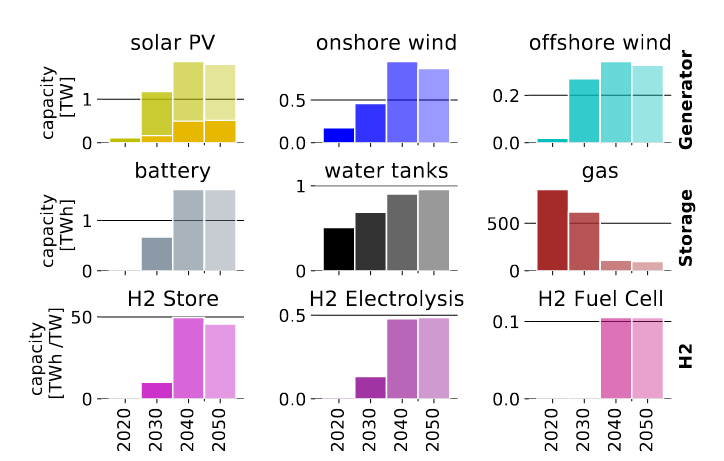 solar PV
onshore wind
offshore wind
capacity
[TW]
1
0
0.5
0.0
0.2
0.0
Generator
battery
water tanks
gas
capacity
[TWh]
1
0
1
0
500
0
Storage
H2 Store
H2 Electrolysis
H2 Fuel Cell
capacity
[TWh /TW]
50
0
0.5
0.0
0.1
0.0
H2
2020
2030
2040
2050
2020
2030
2040
2050
2020
2030
2040
2050